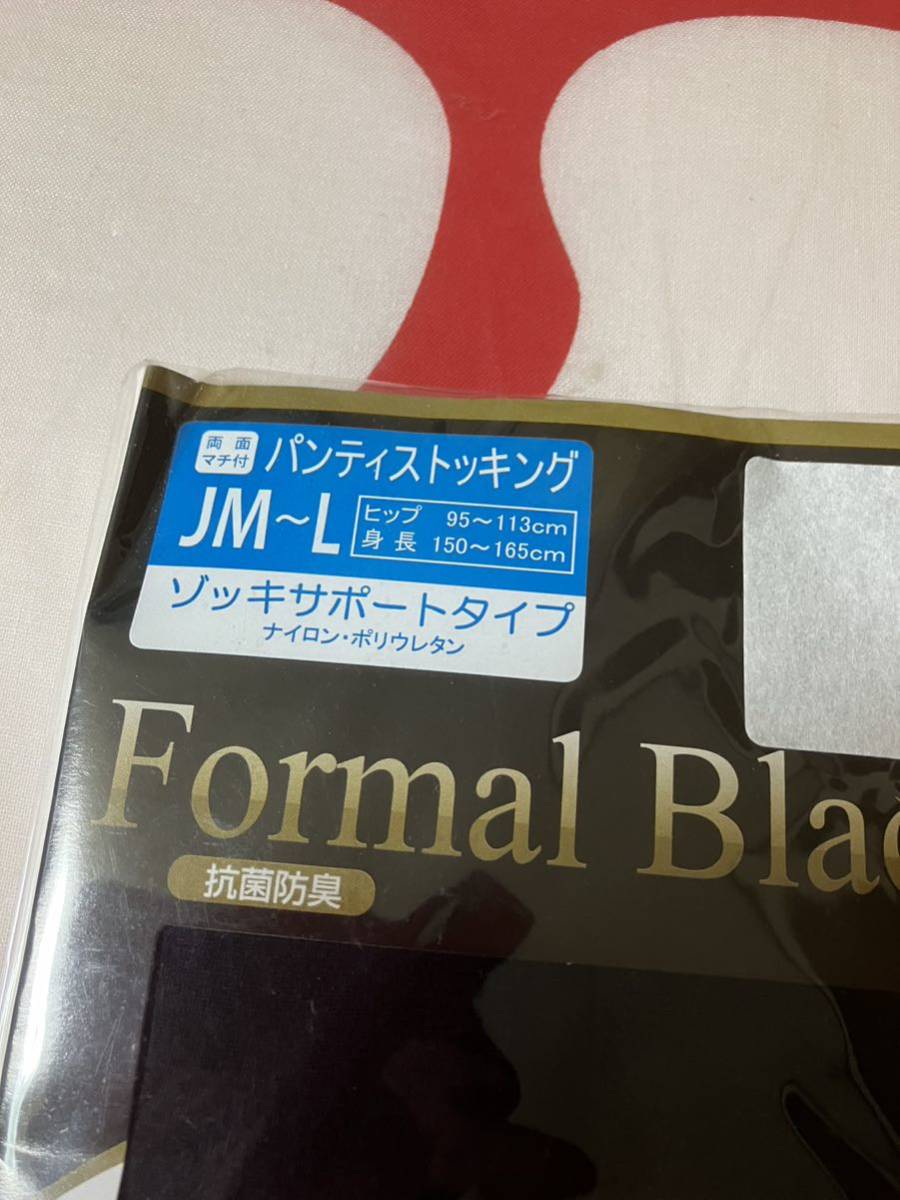 両面
マチ付
パンティストッキング
JM～L
ヒップ 95～113cm
身長 150～165cm
ゾッキサポートタイプ
ナイロン・ポリウレタン
Formal Blac
抗菌防臭